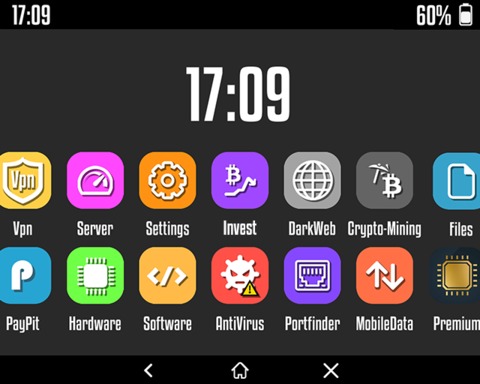 17:09 60%
17:09
Vpn
Vpn Server Settings Invest DarkWeb Crypto-Mining Files
PayPit Hardware Software AntiVirus Portfinder MobileData Premium